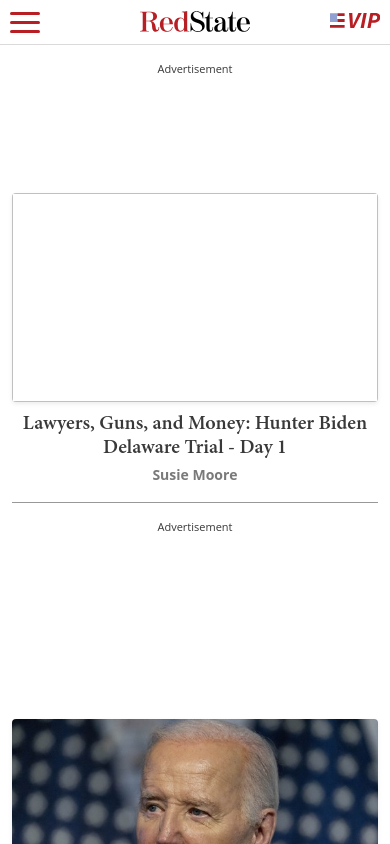 RedState
VIP
Advertisement
Lawyers, Guns, and Money: Hunter Biden
Delaware Trial - Day 1
Susie Moore
Advertisement